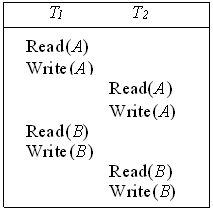 T1 T2
Read(A)
Write(A)
Read(A)
Write(A)
Read(B)
Write(B)
Read(B)
Write(B)